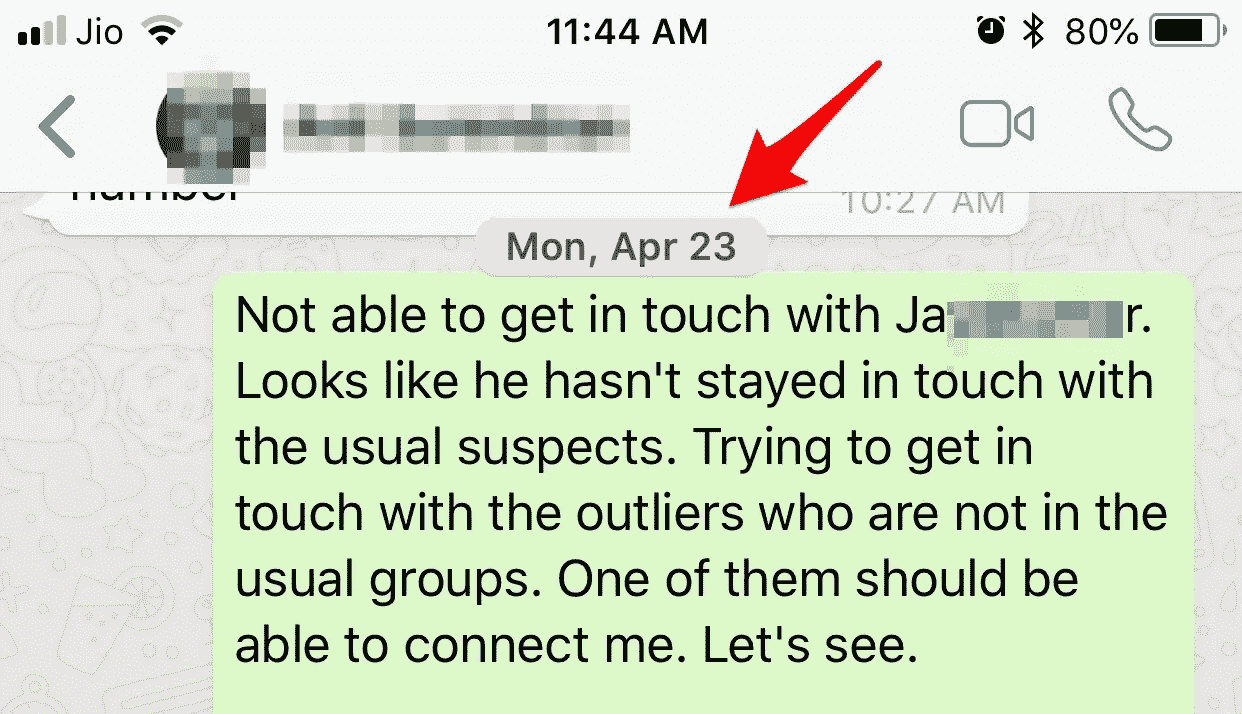 Jio 11:44 AM 80%
10:27 AM
Mon, Apr 23
Not able to get in touch with Ja r.
Looks like he hasn't stayed in touch with
the usual suspects. Trying to get in
touch with the outliers who are not in the
usual groups. One of them should be
able to connect me. Let's see.